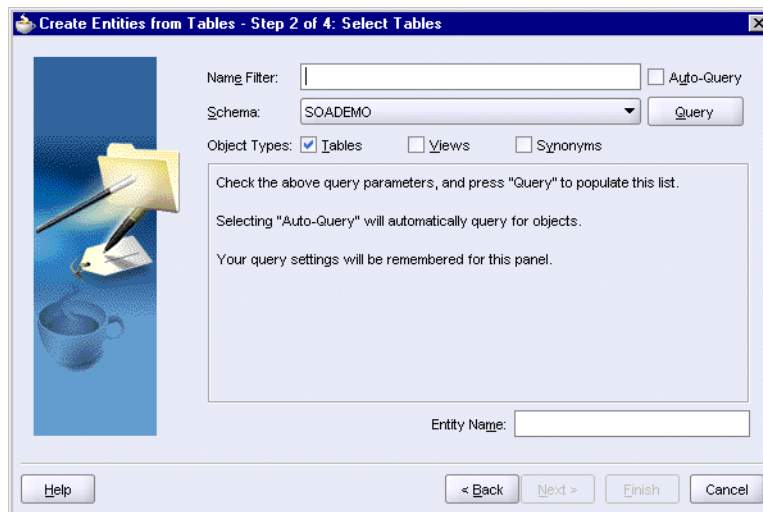 Create Entities from Tables - Step 2 of 4: Select Tables
Name Filter: Auto-Query
Schema: SOADEMO Query
Object Types: Tables Views Synonyms
Check the above query parameters, and press "Query" to populate this list.
Selecting "Auto-Query" will automatically query for objects.
Your query settings will be remembered for this panel.
Entity Name:
Help < Back Next > Finish Cancel